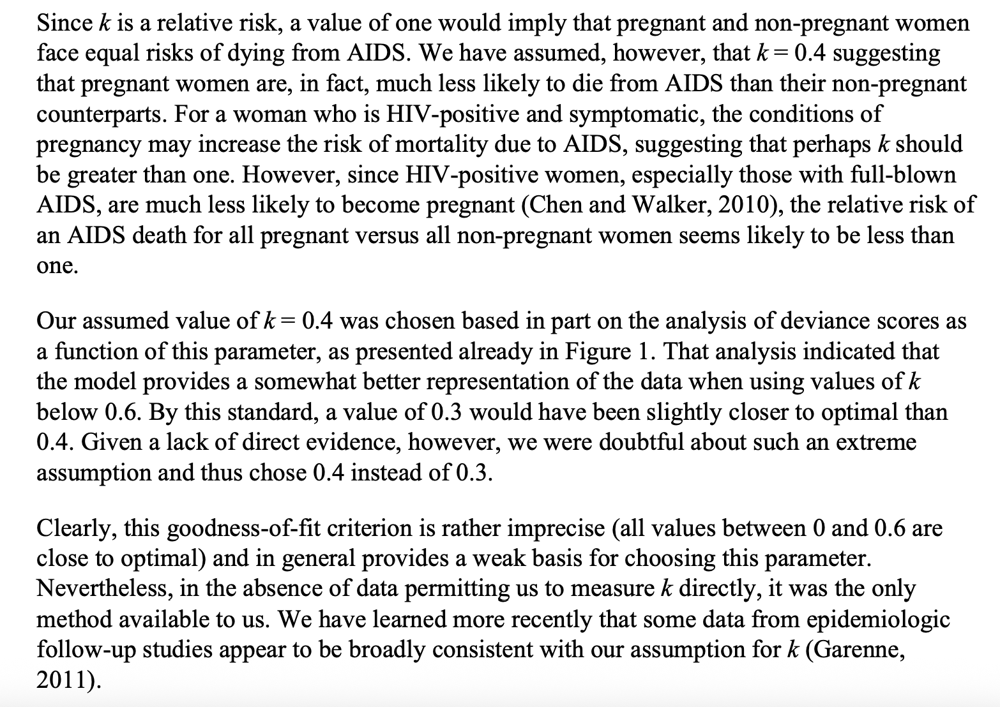 Since k is a relative risk, a value of one would imply that pregnant and non-pregnant women
face equal risks of dying from AIDS. We have assumed, however, that k = 0.4 suggesting
that pregnant women are, in fact, much less likely to die from AIDS than their non-pregnant
counterparts. For a woman who is HIV-positive and symptomatic, the conditions of
pregnancy may increase the risk of mortality due to AIDS, suggesting that perhaps k should
be greater than one. However, since HIV-positive women, especially those with full-blown
AIDS, are much less likely to become pregnant (Chen and Walker, 2010), the relative risk of
an AIDS death for all pregnant versus all non-pregnant women seems likely to be less than
one.
Our assumed value of k = 0.4 was chosen based in part on the analysis of deviance scores as
a function of this parameter, as presented already in Figure 1. That analysis indicated that
the model provides a somewhat better representation of the data when using values of k
below 0.6. By this standard, a value of 0.3 would have been slightly closer to optimal than
0.4. Given a lack of direct evidence, however, we were doubtful about such an extreme
assumption and thus chose 0.4 instead of 0.3.
Clearly, this goodness-of-fit criterion is rather imprecise (all values between 0 and 0.6 are
close to optimal) and in general provides a weak basis for choosing this parameter.
Nevertheless, in the absence of data permitting us to measure k directly, it was the only
method available to us. We have learned more recently that some data from epidemiologic
follow-up studies appear to be broadly consistent with our assumption for k (Garenne,
2011).